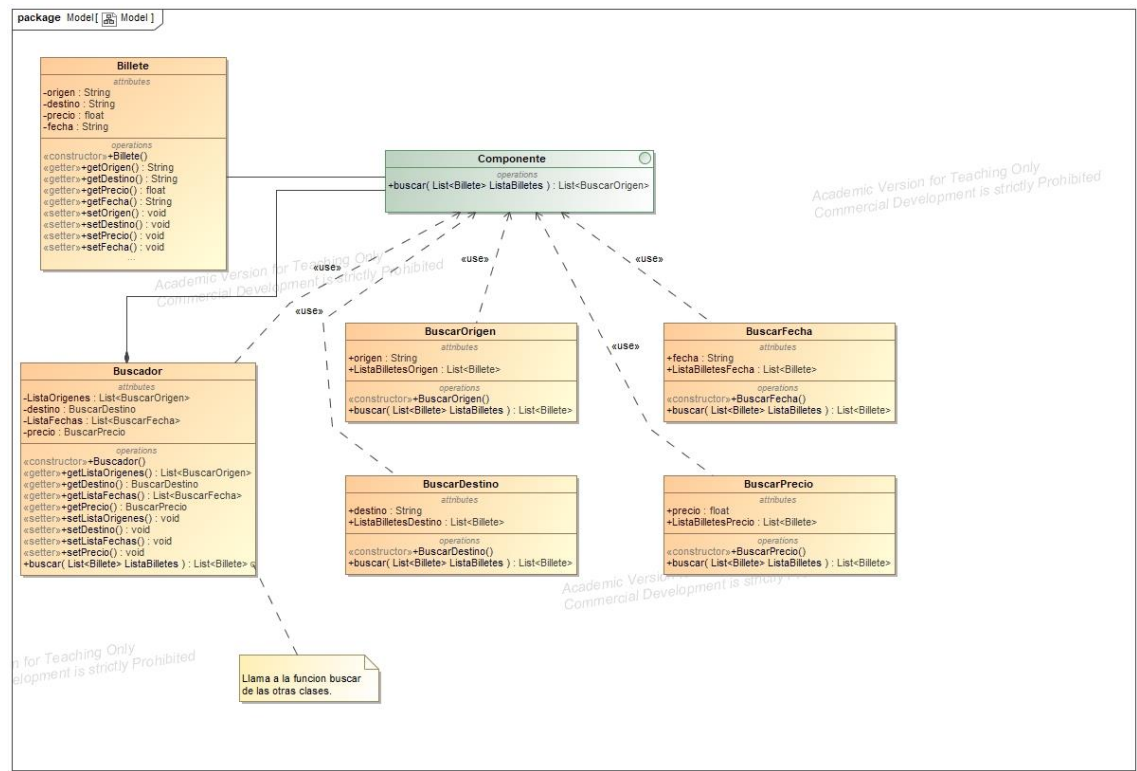 package Model[ Model ]
Billete
attributes
-origen : String
-destino : String
-precio : float
-fecha : String
operations
«constructor»+Billete()
«getter»+getOrigen() : String
«getter»+getDestino() : String
«getter»+getPrecio() : float
«getter»+getFecha() : String
«setter»+setOrigen() : void
«setter»+setDestino() : void
«setter»+setPrecio() : void
«setter»+setFecha() : void
...
Componente
operations
+buscar( List<Billete> ListaBilletes ) : List<BuscarOrigen>
Academic Version for Teaching Only
Commercial Development is strictly Prohibited
Academic Version for Teaching Only
Commercial Development is strictly Prohibited
«use»
«use»
«use»
«use»
«use»
BuscarOrigen
attributes
+origen : String
+ListaBilletesOrigen : List<Billete>
operations
«constructor»+BuscarOrigen()
+buscar( List<Billete> ListaBilletes ) : List<Billete>
BuscarFecha
attributes
+fecha : String
+ListaBilletesFecha : List<Billete>
operations
«constructor»+BuscarFecha()
+buscar( List<Billete> ListaBilletes ) : List<Billete>
Buscador
attributes
-ListaOrigenes : List<BuscarOrigen>
-destino : BuscarDestino
-ListaFechas : List<BuscarFecha>
-precio : BuscarPrecio
operations
«constructor»+Buscador()
«getter»+getListaOrigenes() : List<BuscarOrigen>
«getter»+getDestino() : BuscarDestino
«getter»+getListaFechas() : List<BuscarFecha>
«getter»+getPrecio() : BuscarPrecio
«setter»+setListaOrigenes() : void
«setter»+setDestino() : void
«setter»+setListaFechas() : void
«setter»+setPrecio() : void
+buscar( List<Billete> ListaBilletes ) : List<Billete>
BuscarDestino
attributes
+destino : String
+ListaBilletesDestino : List<Billete>
operations
«constructor»+BuscarDestino()
+buscar( List<Billete> ListaBilletes ) : List<Billete>
BuscarPrecio
attributes
+precio : float
+ListaBilletesPrecio : List<Billete>
operations
«constructor»+BuscarPrecio()
+buscar( List<Billete> ListaBilletes ) : List<Billete>
Academic
Commercial Development is strictly
for Teaching Only
is strictly Prohibited
Llama a la funcion buscar
de las otras clases.